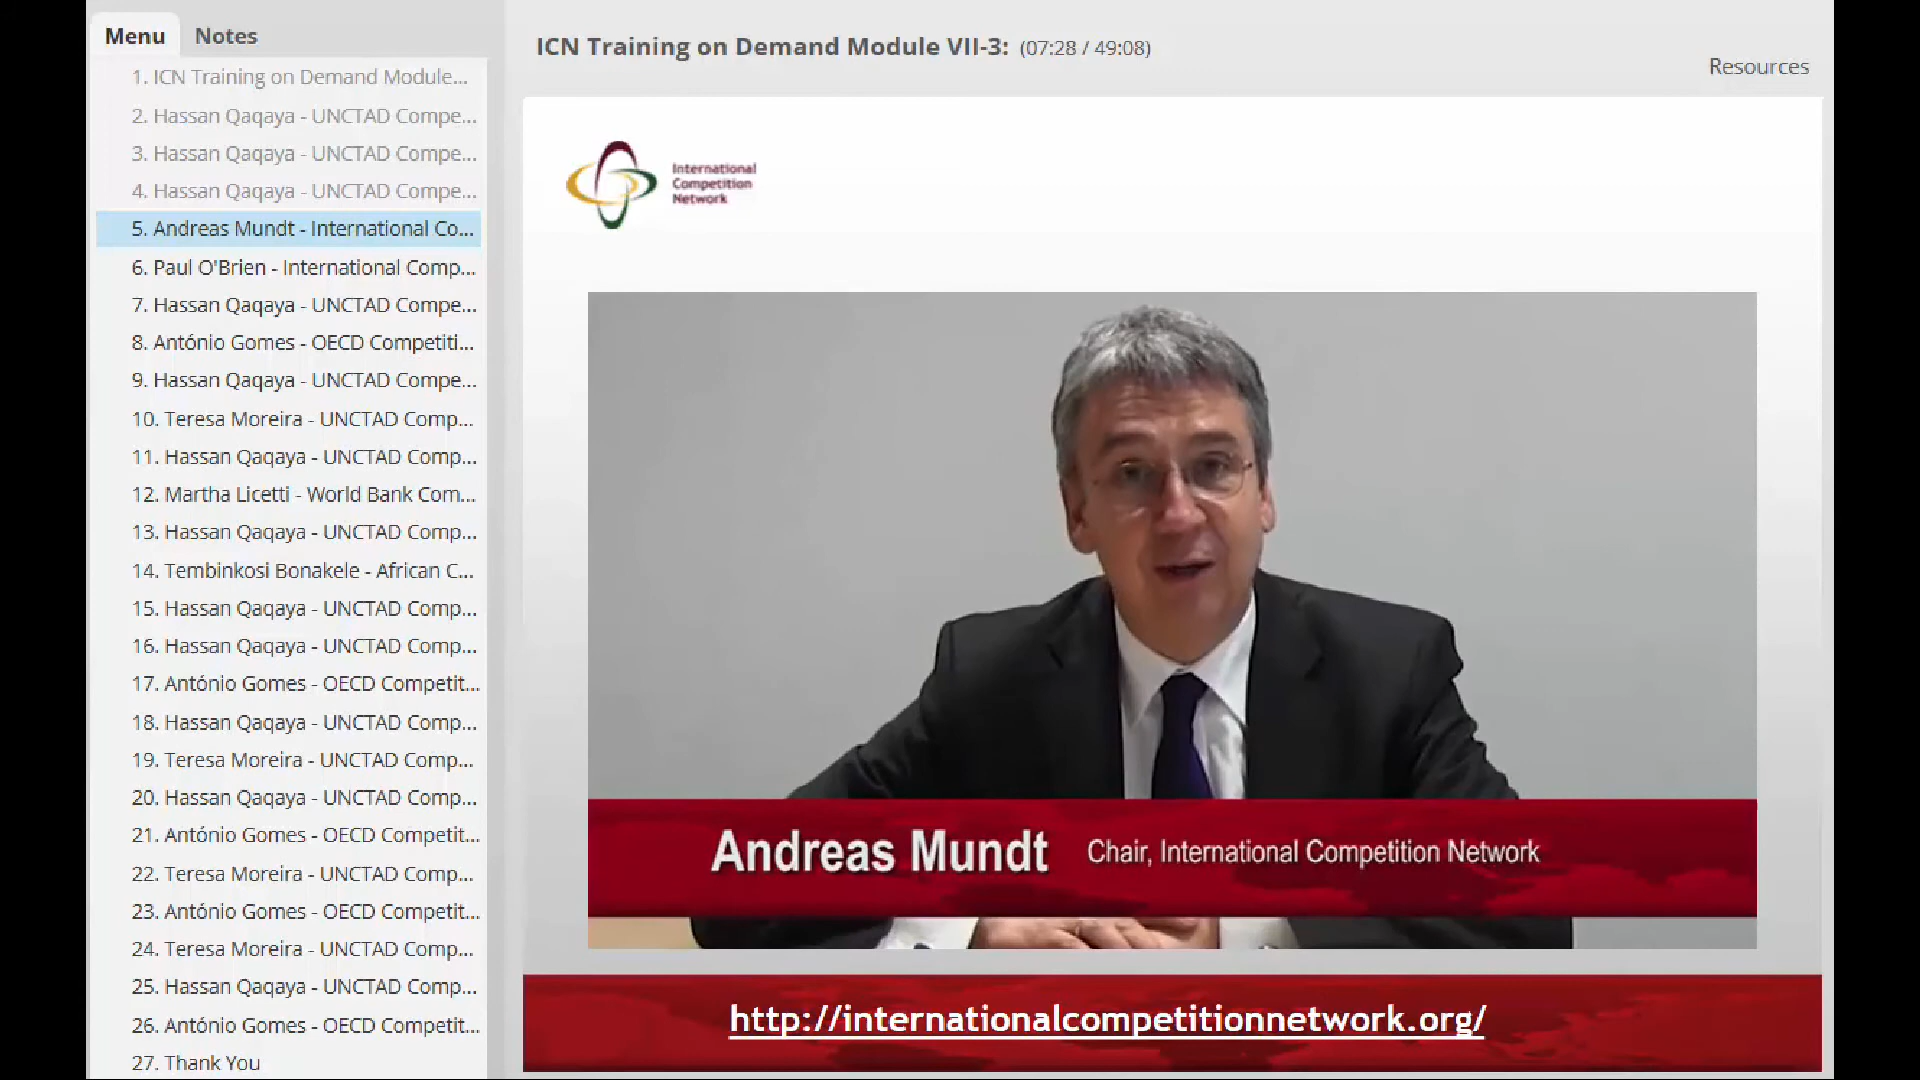 Menu
Notes
1. ICN Training on Demand Module...
2. Hassan Qaqaya - UNCTAD Compe...
3. Hassan Qaqaya - UNCTAD Compe...
4. Hassan Qaqaya - UNCTAD Compe...
5. Andreas Mundt - International Co...
6. Paul O'Brien - International Comp...
7. Hassan Qaqaya - UNCTAD Compe...
8. António Gomes - OECD Competiti...
9. Hassan Qaqaya - UNCTAD Compe...
10. Teresa Moreira - UNCTAD Comp...
11. Hassan Qaqaya - UNCTAD Comp...
12. Martha Licetti - World Bank Com...
13. Hassan Qaqaya - UNCTAD Comp...
14. Tembinkosi Bonakele - African C...
15. Hassan Qaqaya - UNCTAD Comp...
16. Hassan Qaqaya - UNCTAD Comp...
17. António Gomes - OECD Competit...
18. Hassan Qaqaya - UNCTAD Comp...
19. Teresa Moreira - UNCTAD Comp...
20. Hassan Qaqaya - UNCTAD Comp...
21. António Gomes - OECD Competit...
22. Teresa Moreira - UNCTAD Comp...
23. António Gomes - OECD Competit...
24. Teresa Moreira - UNCTAD Comp...
25. Hassan Qaqaya - UNCTAD Comp...
26. António Gomes - OECD Competit...
27. Thank You
ICN Training on Demand Module VII-3: (07:28 / 49:08)
Resources
International
Competition
Network
Andreas Mundt Chair, International Competition Network
http://internationalcompetitionnetwork.org/